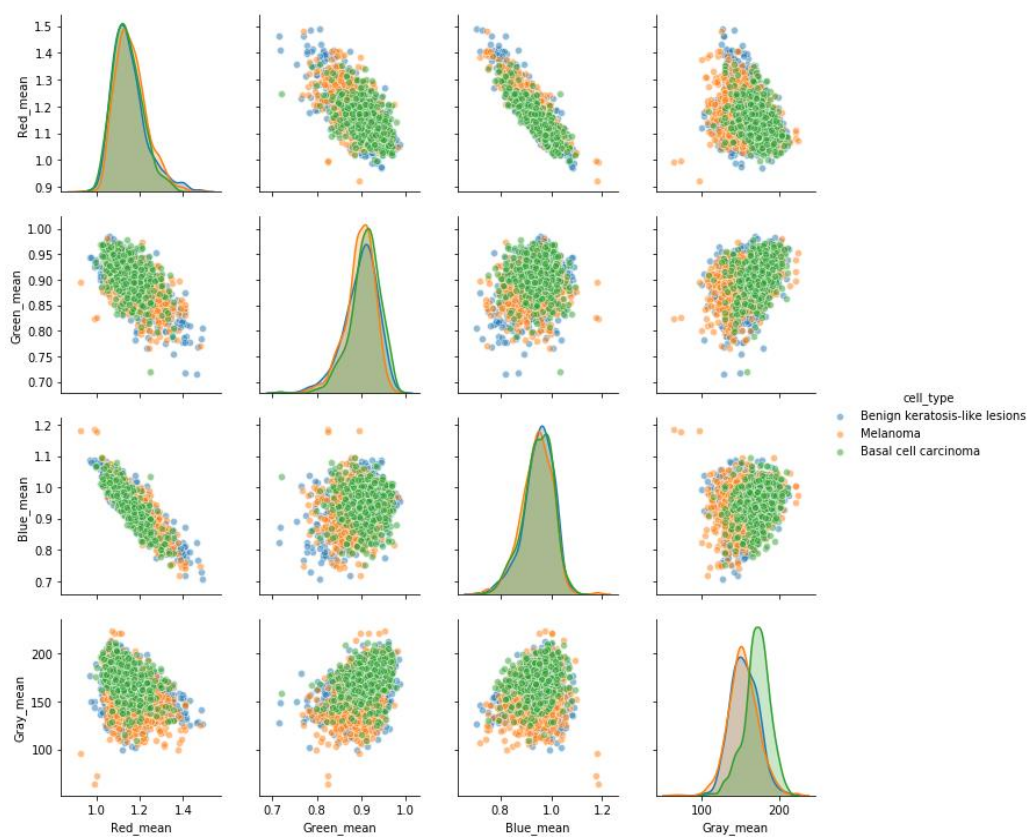 1.5
1.4
1.3
1.2
1.1
1.0
0.9
Red_mean
1.00
0.95
0.90
0.85
0.80
0.75
0.70
Green_mean
cell_type
Benign keratosis-like lesions
Melanoma
Basal cell carcinoma
1.2
1.1
1.0
0.9
0.8
0.7
Blue_mean
200
150
100
Gray_mean
1.0 1.2 1.4 0.7 0.8 0.9 1.0 0.8 1.0 1.2 100 200
Red_mean Green_mean Blue_mean Gray_mean